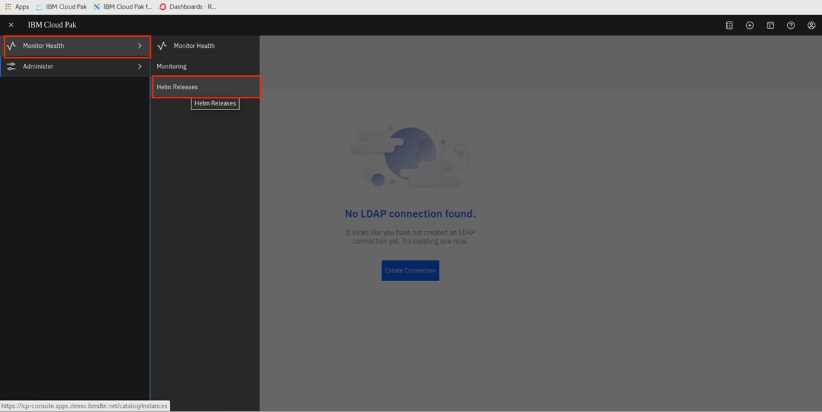 Apps
IBM Cloud Pak
IBM Cloud Pak f...
Dashboards · R...
IBM Cloud Pak
Monitor Health
Administer
Monitor Health
Monitoring
Helm Releases
Helm Releases
No LDAP connection found.
It looks like you have not created an LDAP
connection yet. Try creating one now.
Create Connection
https://icp-console.apps.demo.ibmdte.net/catalog/instances